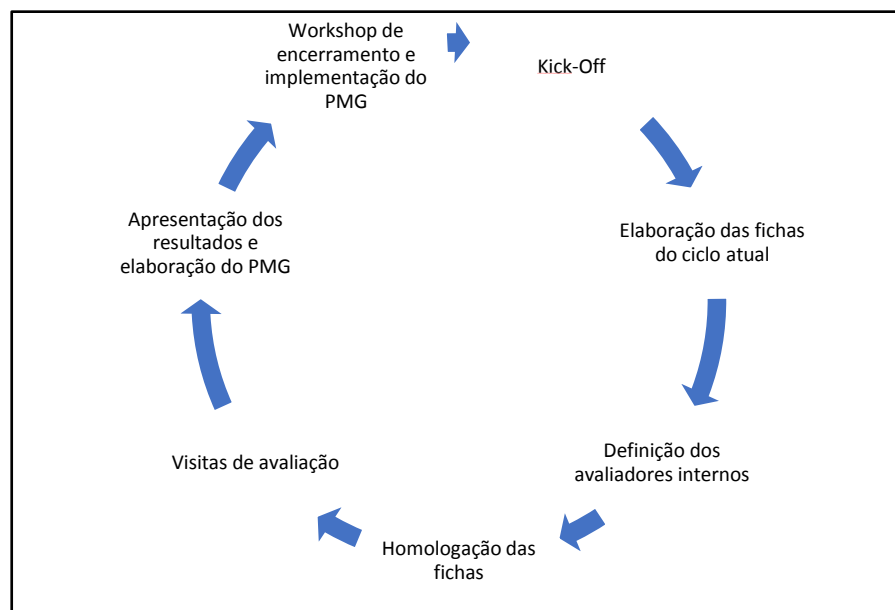 Workshop de
encerramento e
implementação do
PMG
Kick-Off
Elaboração das fichas
do ciclo atual
Definição dos
avaliadores internos
Homologação das
fichas
Visitas de avaliação
Apresentação dos
resultados e
elaboração do PMG